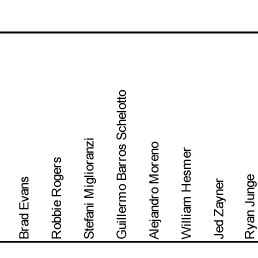 Brad Evans
Robbie Rogers
Stefani Miglioranzi
Guillermo Barros Schelotto
Alejandro Moreno
William Hesmer
Jed Zayner
Ryan Junge